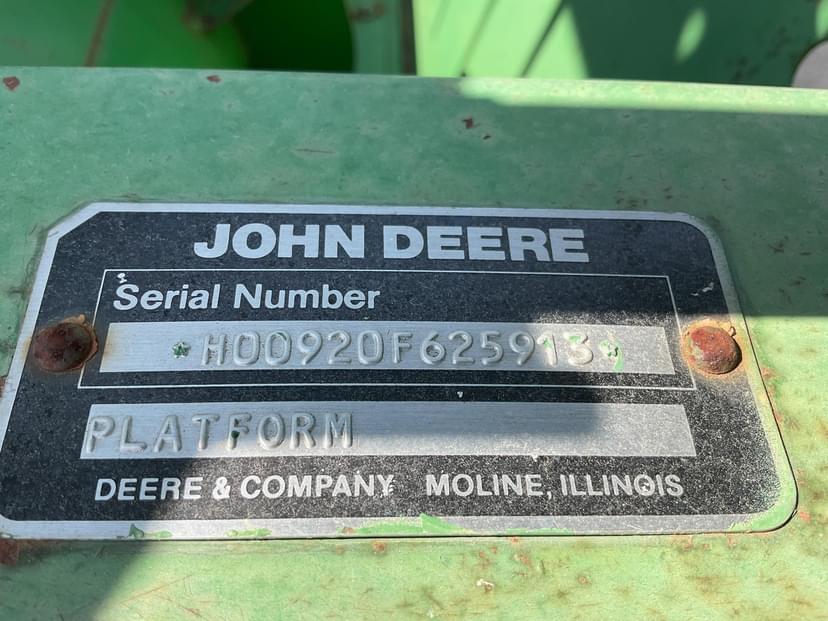 JOHN DEERE
Serial Number
*H00920F625913*
PLATFORM
DEERE & COMPANY MOLINE, ILLINOIS